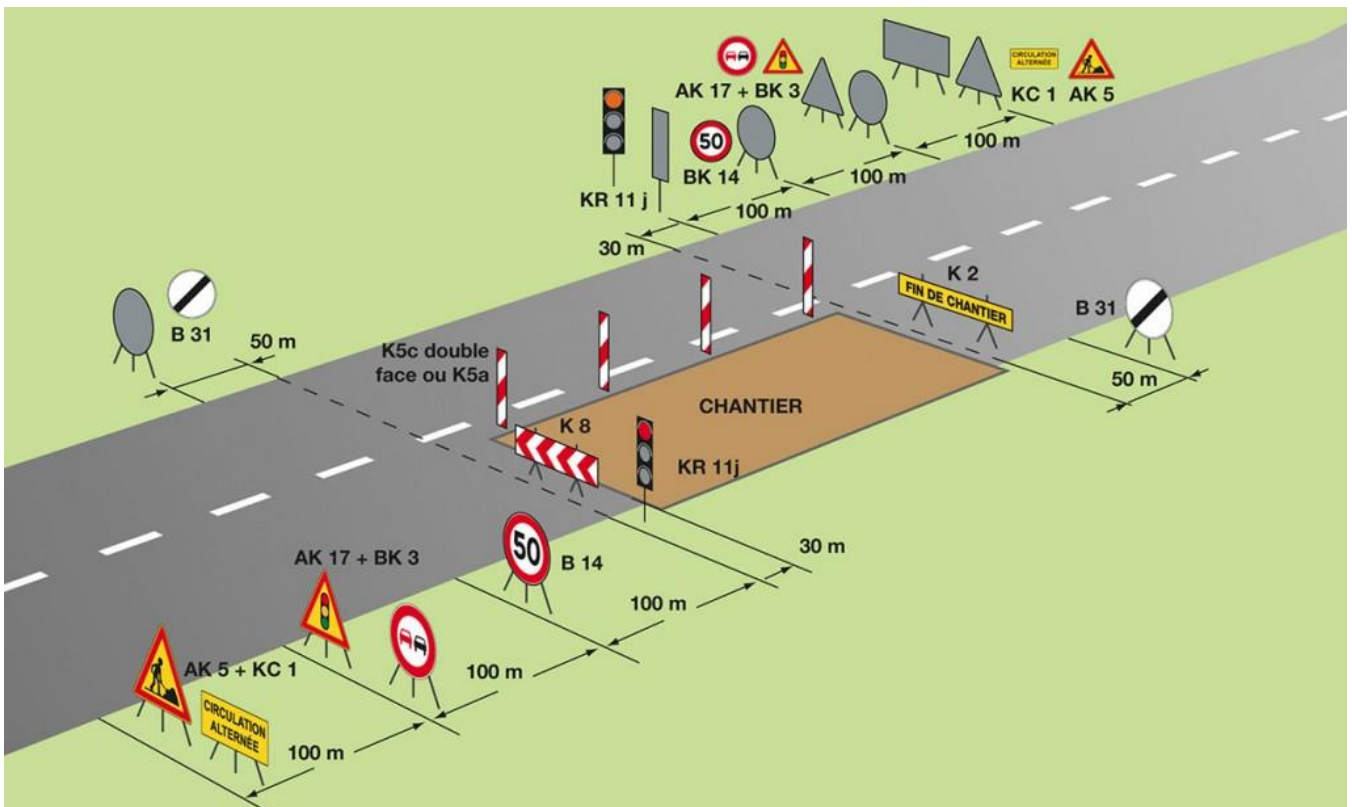 CIRCULATION
ALTERNÉE
KC 1 AK 5
AK 17 + BK 3
100 m
50
BK 14
100 m
KR 11 j
100 m
30 m
K 2
FIN DE CHANTIER
B 31
B 31
50 m
50 m
K5c double
face ou K5a
CHANTIER
K 8
KR 11j
30 m
50
B 14
AK 17 + BK 3
100 m
AK 5 + KC 1
100 m
CIRCULATION
ALTERNÉE
100 m